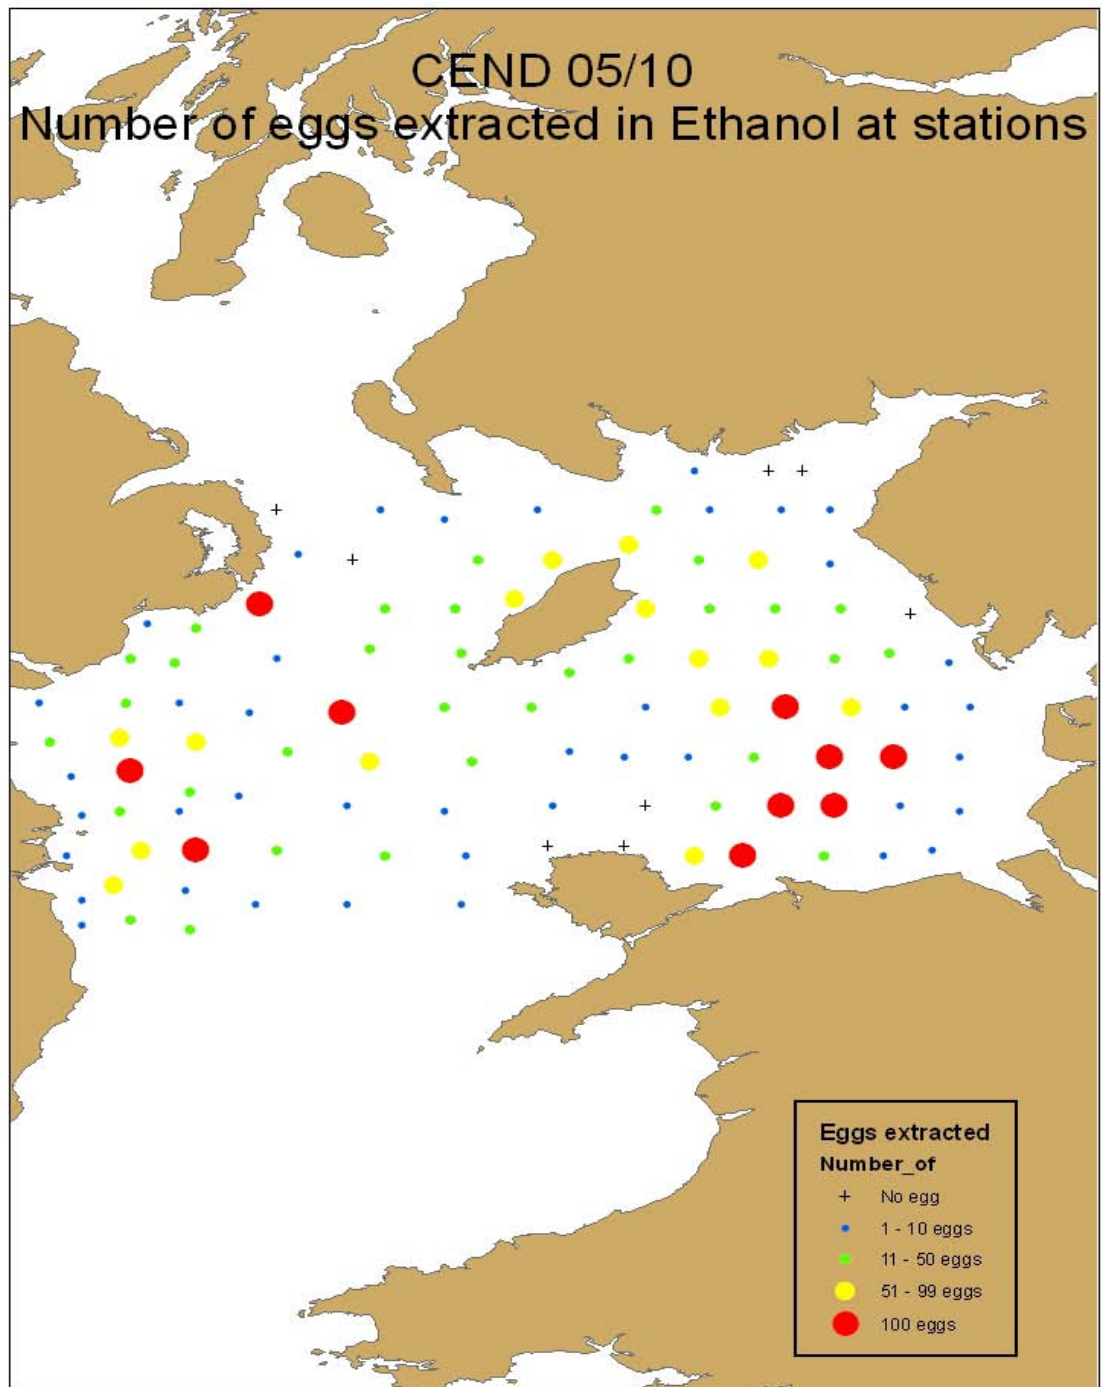 CEND 05/10
Number of eggs extracted in Ethanol at stations
Eggs extracted
Number_of
No egg
1 - 10 eggs
11 - 50 eggs
51 - 99 eggs
100 eggs